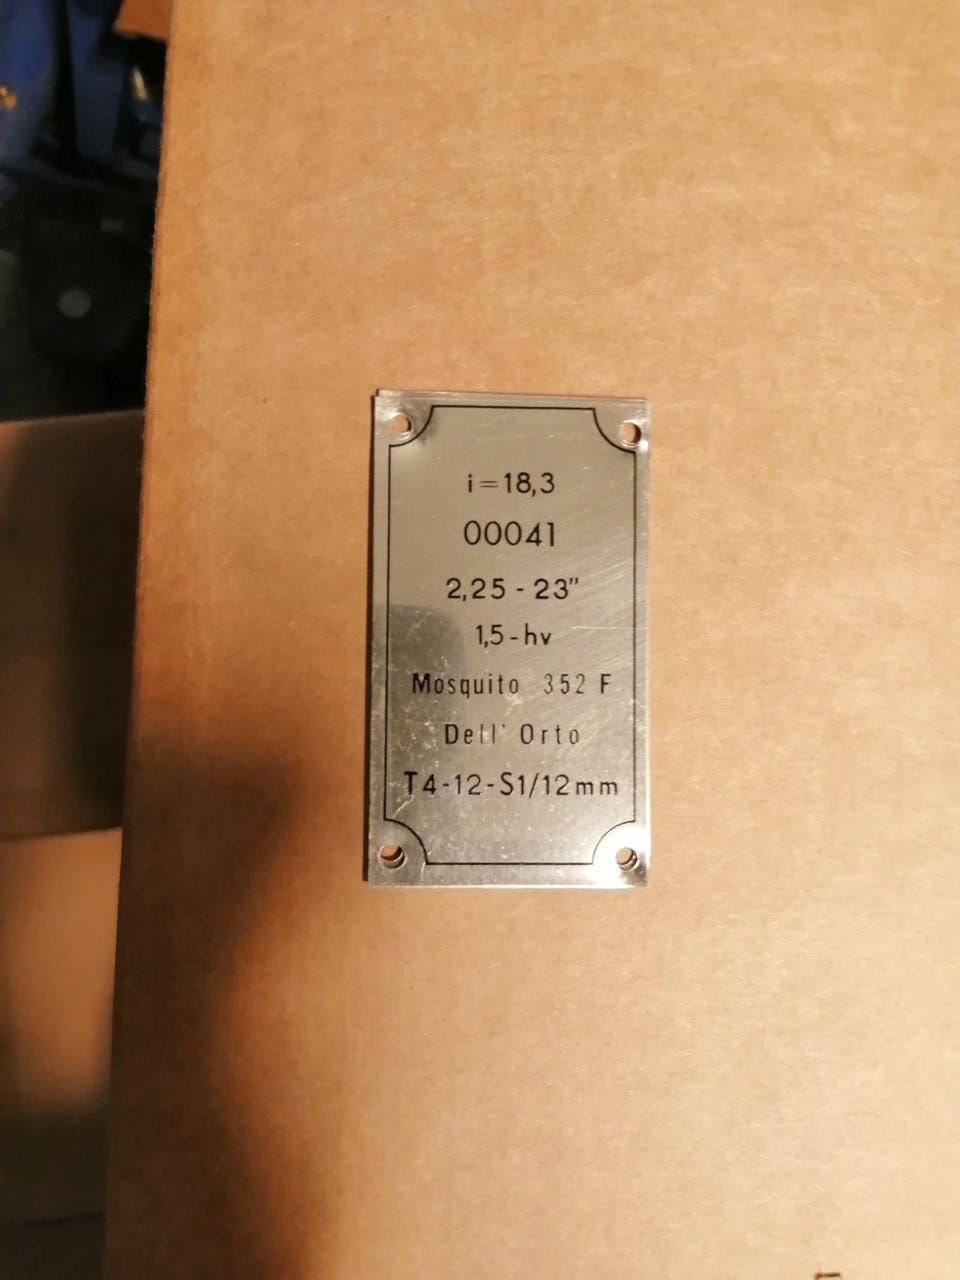 i=18,3
00041
2,25 - 23"
1,5-hv
Mosquito 352 F
Dell' Orto
T4-12-S1/12mm